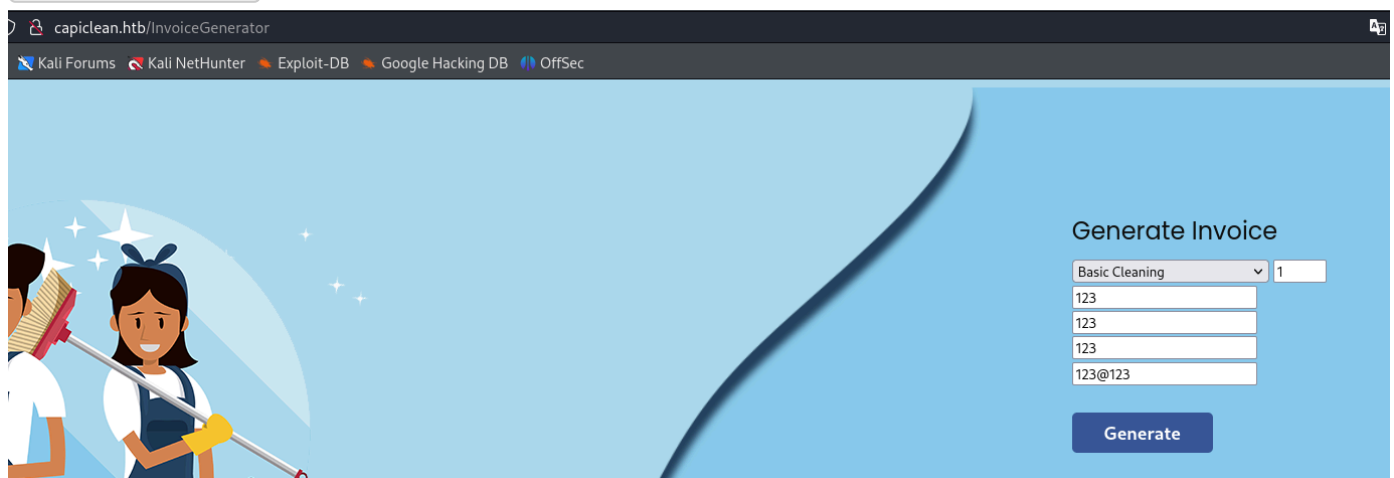 capiclean.htb/InvoiceGenerator
Kali Forums Kali NetHunter Exploit-DB Google Hacking DB OffSec
Generate Invoice
Basic Cleaning 1
123
123
123
123@123
Generate